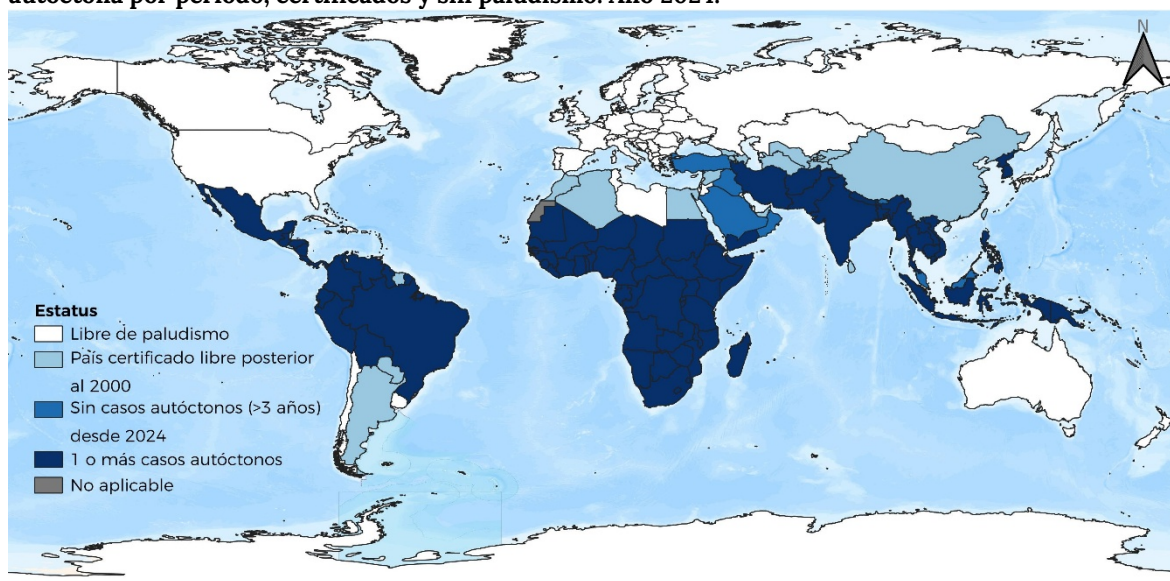 autóctona por período, certificados y sin paludismo. Año 2024.
N
Estatus
Libre de paludismo
País certificado libre posterior
al 2000
Sin casos autóctonos (>3 años)
desde 2024
1 o más casos autóctonos
No aplicable